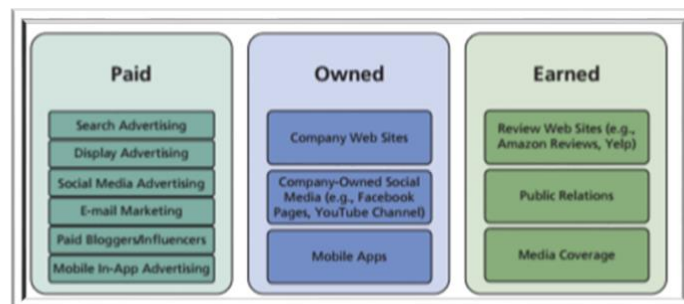 Paid
Search Advertising
Display Advertising
Social Media Advertising
E-mail Marketing
Paid Bloggers/Influencers
Mobile In-App Advertising
Owned
Company Web Sites
Company-Owned Social
Media (e.g., Facebook
Pages, YouTube Channel)
Mobile Apps
Earned
Review Web Sites (e.g.,
Amazon Reviews, Yelp)
Public Relations
Media Coverage